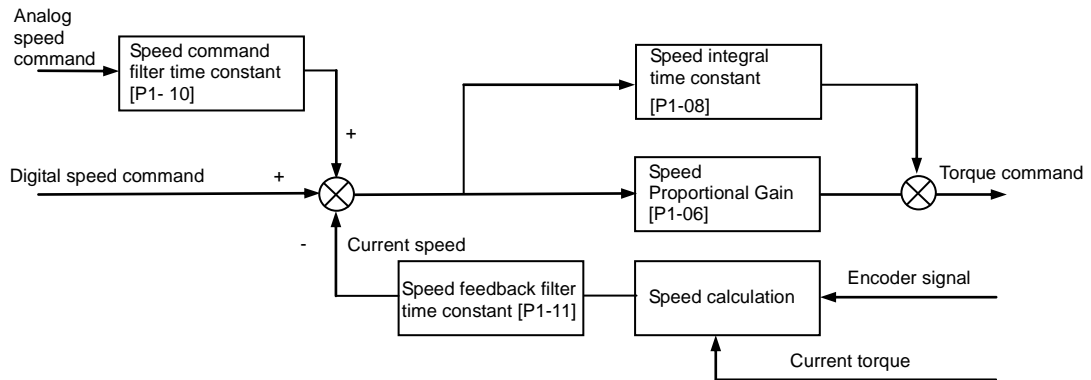 Analog
speed
command
Speed command
filter time constant
[P1- 10]
Speed integral
time constant
[P1-08]
+
Digital speed command
+
Speed
Proportional Gain
[P1-06]
Torque command
-
Current speed
Speed feedback filter
time constant [P1-11]
Speed calculation
Encoder signal
Current torque